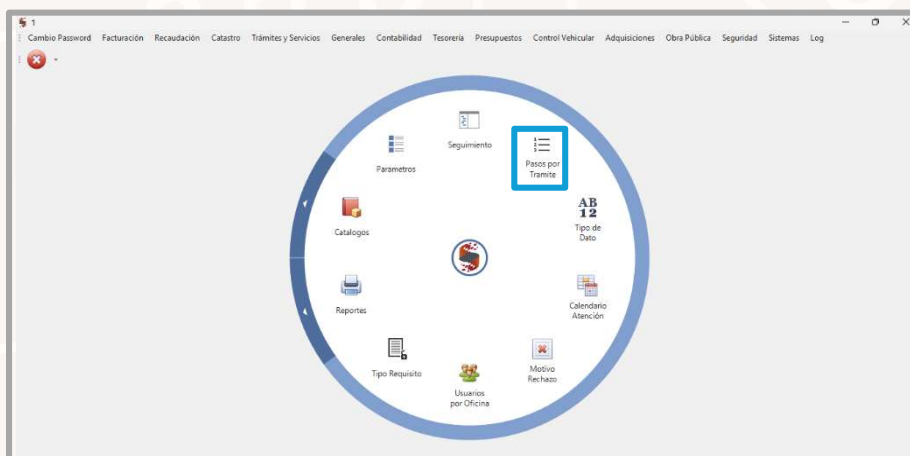 1
Cambio Password Facturación Recaudación Catastro Trámites y Servicios Generales Contabilidad Tesorería Presupuestos Control Vehicular Adquisiciones Obra Pública Seguridad Sistemas Log
Seguimiento
Pasos por
Tramite
Parametros
AB
12
Tipo de
Dato
Catalogos
Calendario
Atención
Reportes
Motivo
Rechazo
Tipo Requisito
Usuarios
por Oficina